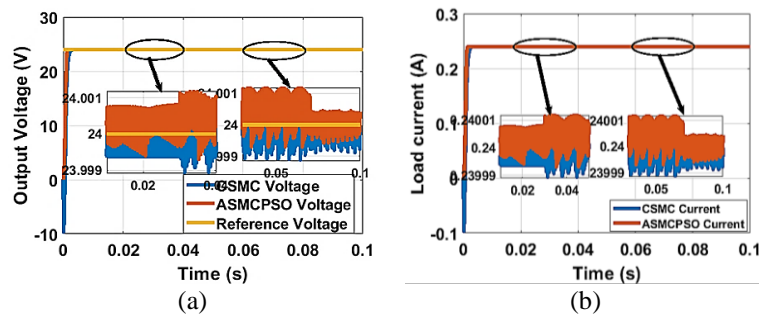 (a)
Output Voltage (V)
30
20
10
0
-10
24.001
24
23.999
0.02
0.04
.001
24
.999
0.05
0.1
CSMC Voltage
ASMCPSO Voltage
Reference Voltage
0 0.02 0.04 0.06 0.08 0.1
Time (s)
(a)
(b)
Load current (A)
0.3
0.2
0
-0.1
0.24001
0.24
0.23999
0.02 0.04
24001
0.24
23999
0.05 0.1
CSMC Current
ASMCPSO Current
0 0.02 0.04 0.06 0.08 0.1
Time (s)
(b)